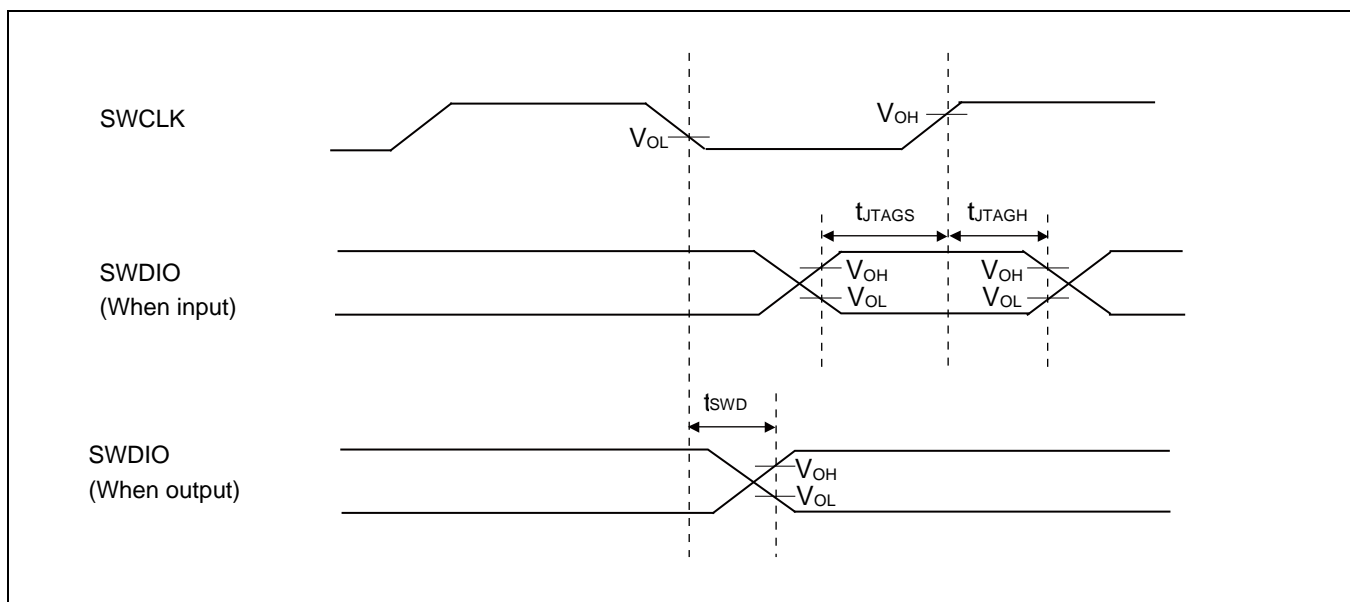 SWCLK
VOL
VOH
tJTAGS
tJTAGH
SWDIO
(When input)
VOH
VOL
VOH
VOL
tSWD
SWDIO
(When output)
VOH
VOL